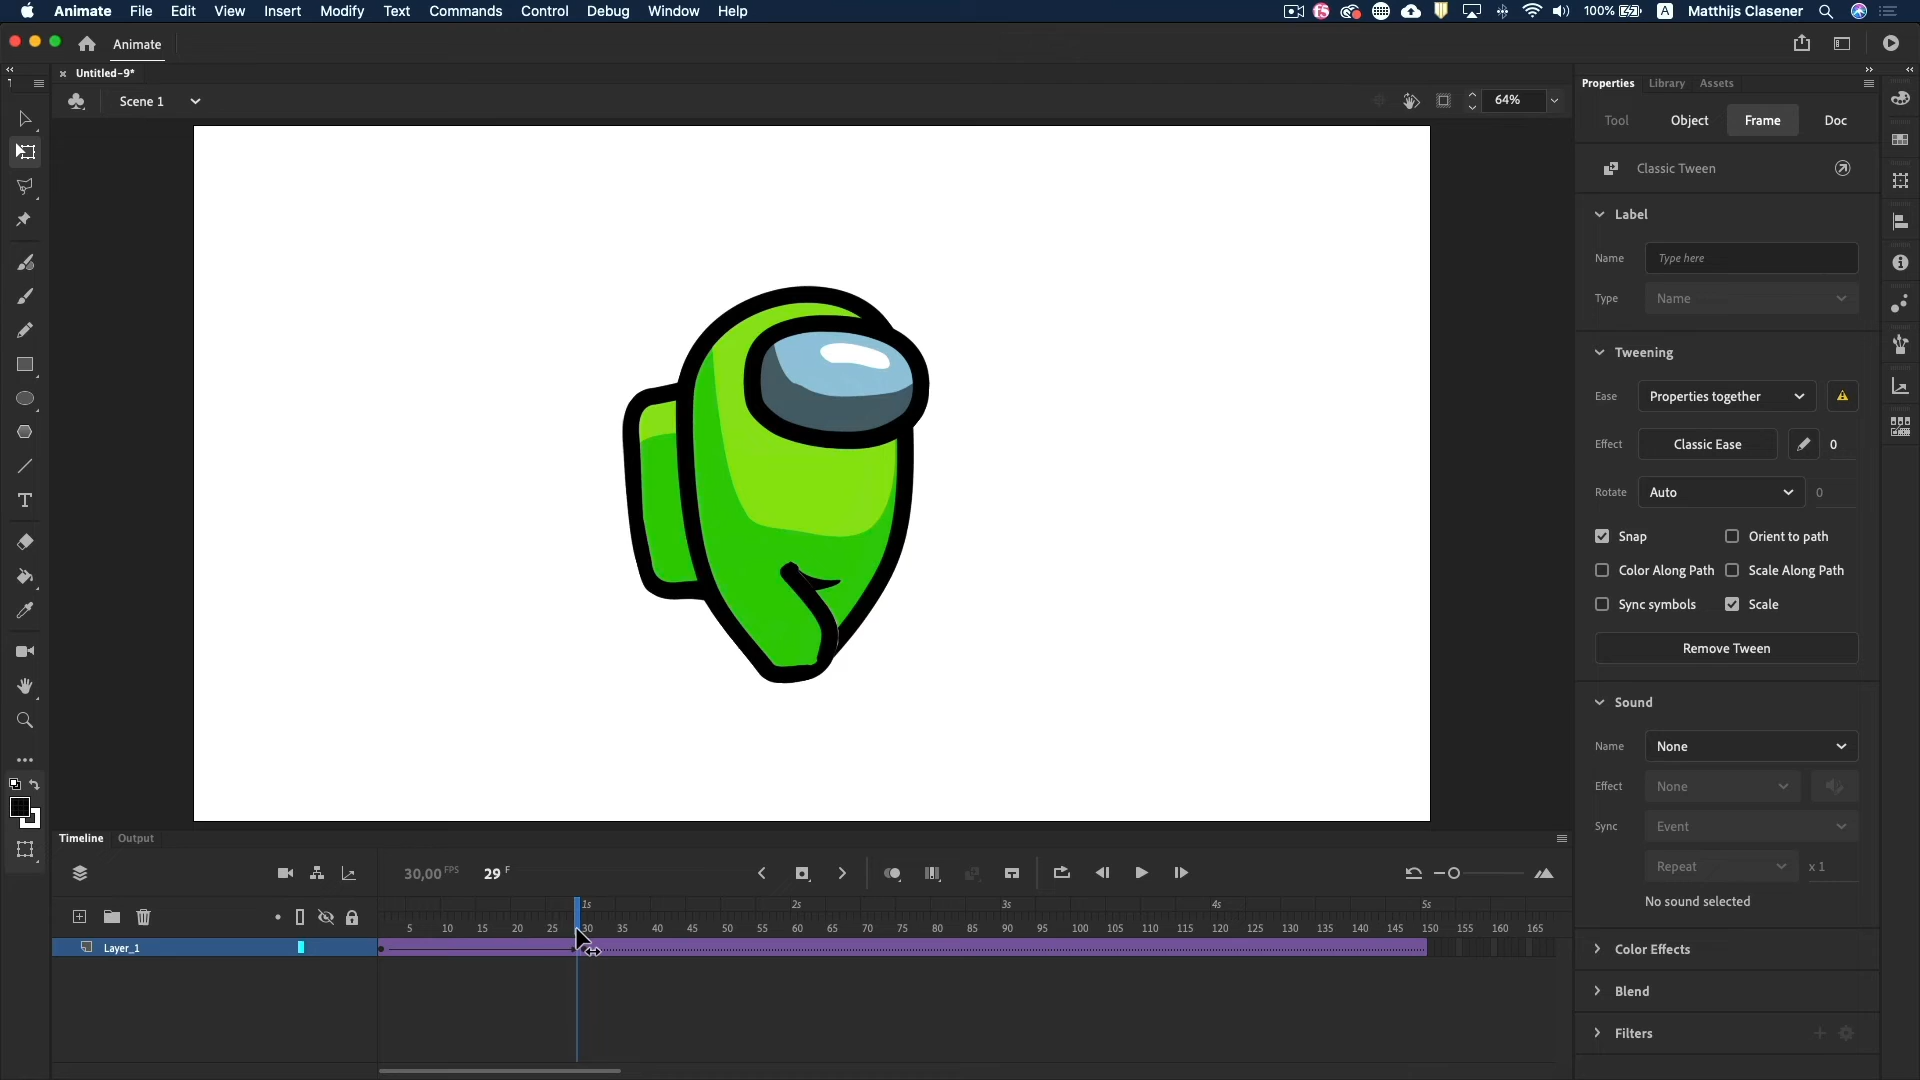 Animate File Edit View Insert Modify Text Commands Control Debug Window Help 100% A Matthijs Clasener
Animate
Untitled-9*
Scene 1 64%
Properties Library Assets
Tool Object Frame Doc
Classic Tween
Label
Name Type here
Type Name
Tweening
Ease Properties together
Effect Classic Ease 0
Rotate Auto 0
Snap Orient to path
Color Along Path Scale Along Path
Sync symbols Scale
Remove Tween
Sound
Name None
Effect None
Sync Event
Repeat x 1
No sound selected
Color Effects
Blend
Filters
Timeline Output
30,00 FPS 29 F
1s 2s 3s 4s 5s
5 10 15 20 25 30 35 40 45 50 55 60 65 70 75 80 85 90 95 100 105 110 115 120 125 130 135 140 145 150 155 160 165
Layer_1